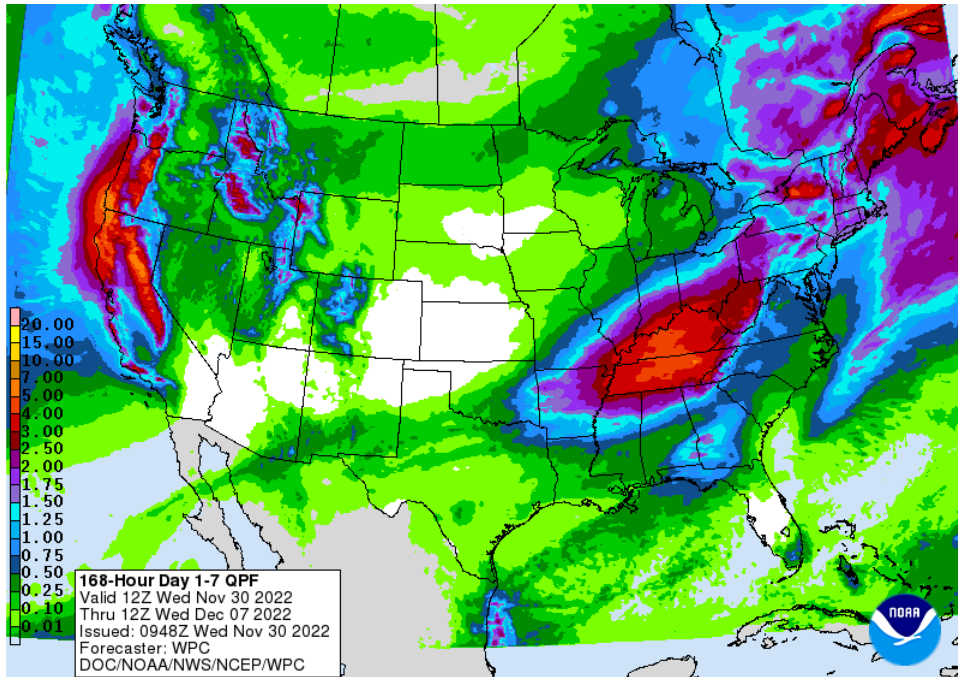 20.00
15.00
10.00
7.00
5.00
4.00
3.00
2.50
2.00
1.75
1.50
1.25
1.00
0.75
0.50
0.25
0.10
0.01
168-Hour Day 1-7 QPF
Valid 12Z Wed Nov 30 2022
Thru 12Z Wed Dec 07 2022
Issued: 0948Z Wed Nov 30 2022
Forecaster: WPC
DOC/NOAA/NWS/NCEP/WPC
NOAA